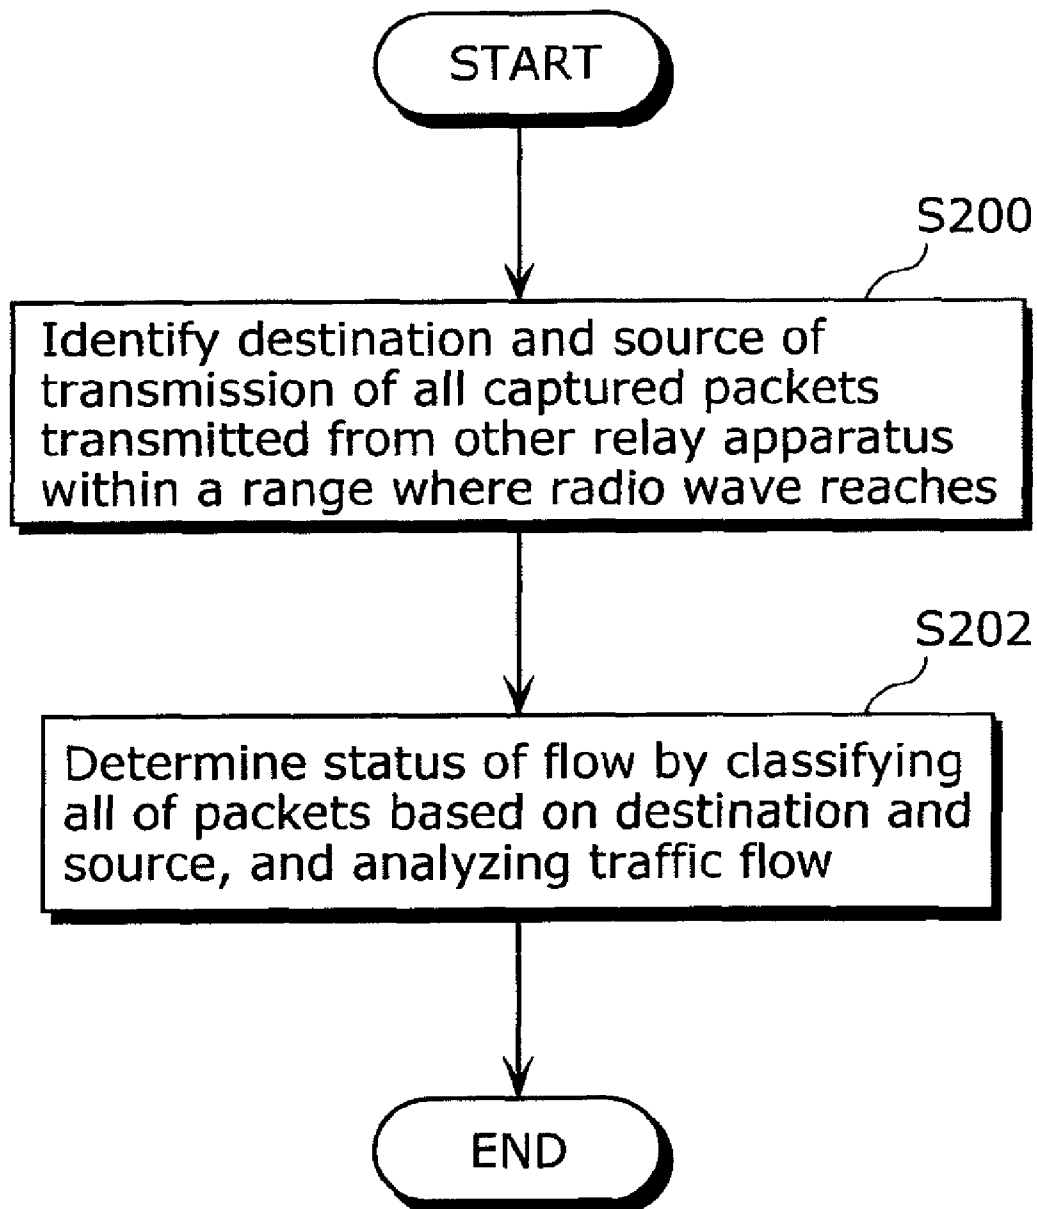 START
S200
Identify destination and source of
transmission of all captured packets
transmitted from other relay apparatus
within a range where radio wave reaches
S202
Determine status of flow by classifying
all of packets based on destination and
source, and analyzing traffic flow
END